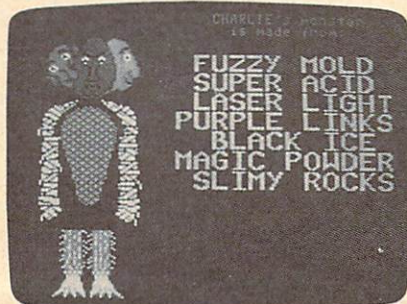 CHARLIE's monster
is made from:
FUZZY MOLD
SUPER ACID
LASER LIGHT
PURPLE LINKS
BLACK ICE
MAGIC POWDER
SLIMY ROCKS